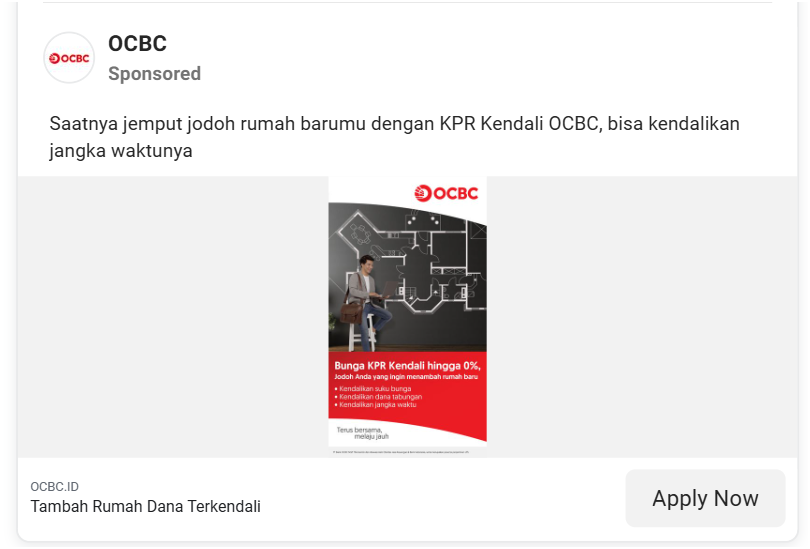 OCBC
OCBC
Sponsored
Saatnya jemput jodoh rumah barumu dengan KPR Kendali OCBC, bisa kendalikan
jangka waktunya
OCBC
Bunga KPR Kendali hingga 0%,
Jodoh Anda yang ingin menambah rumah baru
• Kendalikan suku bunga
• Kendalikan dana tabungan
• Kendalikan jangka waktu
Terus bersama,
melaju jauh
OCBC.ID
Tambah Rumah Dana Terkendali
Apply Now